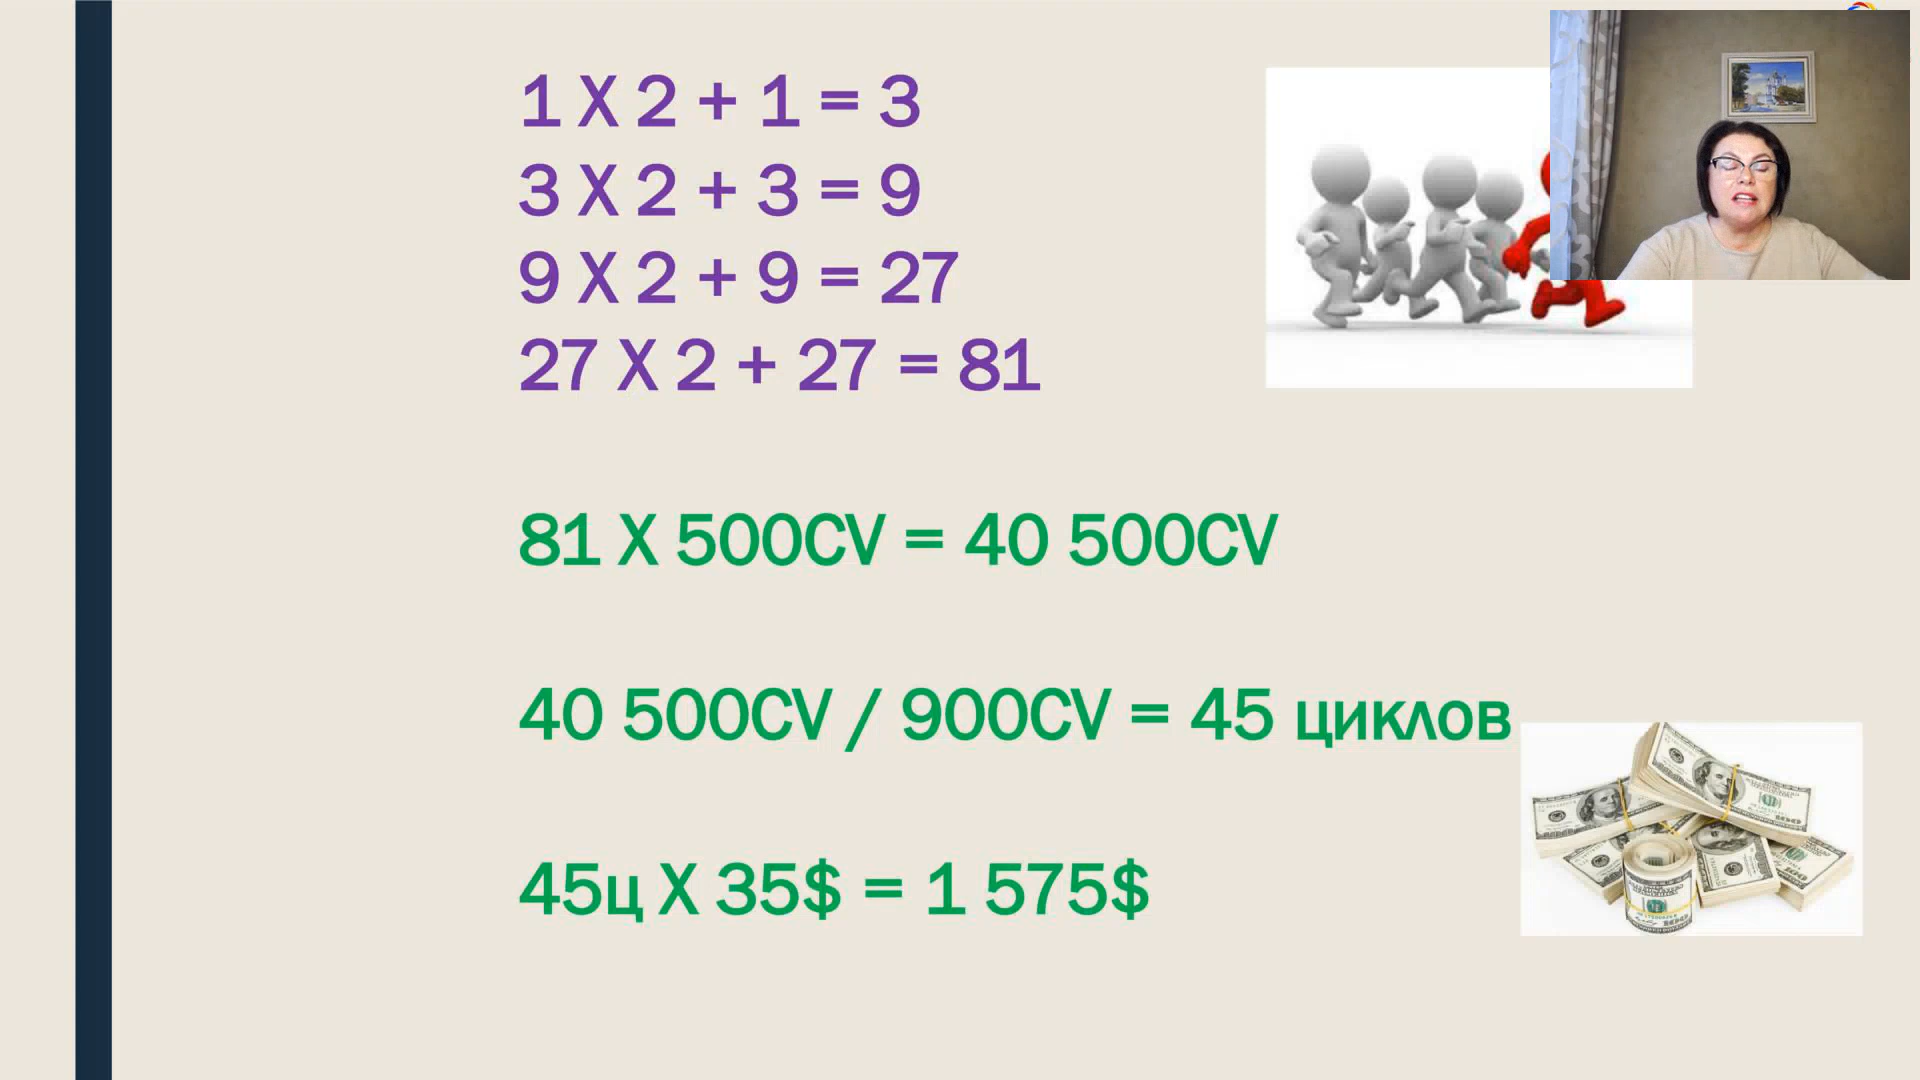 1 X 2 + 1 = 3
3 X 2 + 3 = 9
9 X 2 + 9 = 27
27 X 2 + 27 = 81
81 X 500CV = 40 500CV
40 500CV / 900CV = 45 циклов
45ц X 35$ = 1 575$